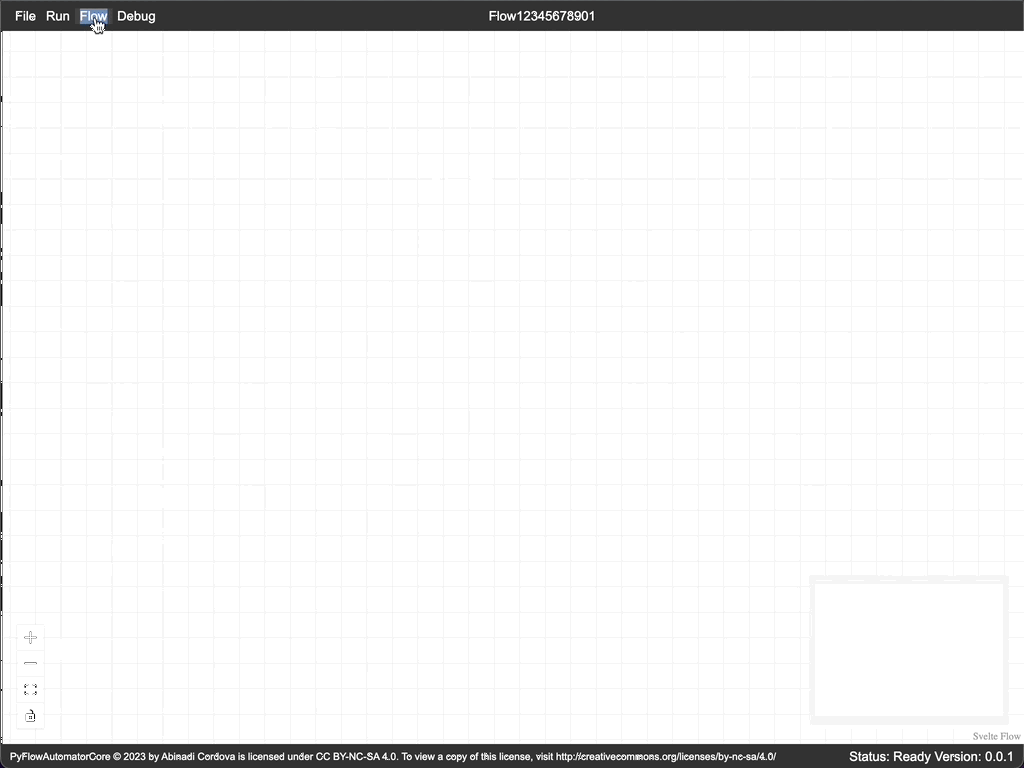 File Run Flow Debug Flow12345678901
Svelte Flow
PyFlowAutomatorCore © 2023 by Abinadi Cordova is licensed under CC BY-NC-SA 4.0. To view a copy of this license, visit http://creativecommons.org/licenses/by-nc-sa/4.0/ Status: Ready Version: 0.0.1